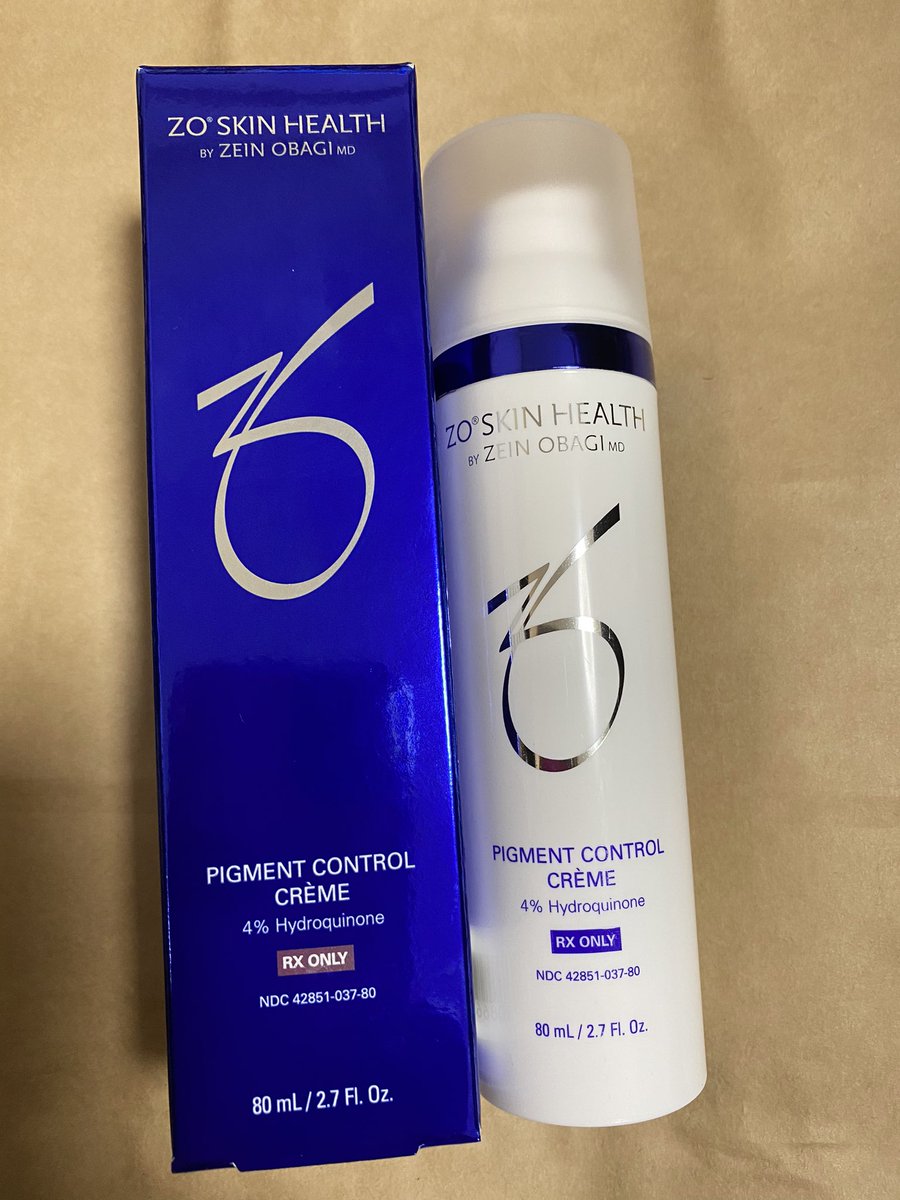 ZO® SKIN HEALTH
BY ZEIN OBAGI MD
PIGMENT CONTROL
CRÈME
4% Hydroquinone
RX ONLY
NDC 42851-037-80
80 mL / 2.7 Fl. Oz.
ZO® SKIN HEALTH
BY ZEIN OBAGI MD
PIGMENT CONTROL
CRÈME
4% Hydroquinone
RX ONLY
NDC 42851-037-80
80 mL / 2.7 Fl. Oz.